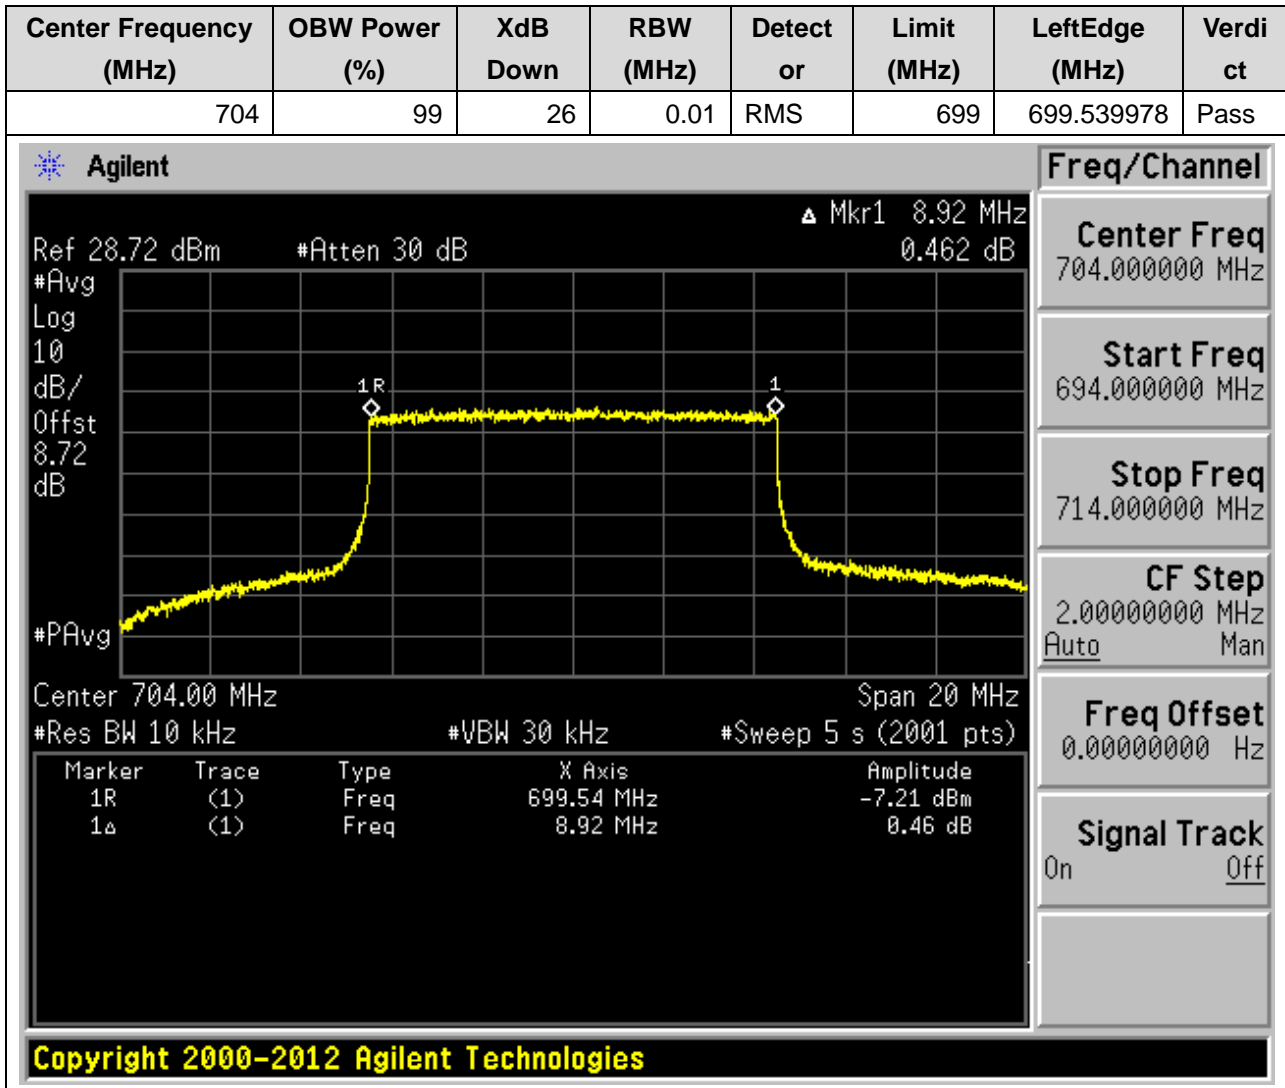 Center Frequency (MHz) OBW Power (%) XdB Down RBW (MHz) Detect or Limit (MHz) LeftEdge (MHz) Verdi ct
704 99 26 0.01 RMS 699 699.539978 Pass
Agilent
Freq/Channel
Δ Mkr1 8.92 MHz
Ref 28.72 dBm #Atten 30 dB 0.462 dB
#Avg
Log
10
dB/
Offst
8.72
dB
#PAvg
1R
1
Center 704.00 MHz Span 20 MHz
#Res BW 10 kHz #VBW 30 kHz #Sweep 5 s (2001 pts)
Marker Trace Type X Axis Amplitude
1R (1) Freq 699.54 MHz -7.21 dBm
1Δ (1) Freq 8.92 MHz 0.46 dB
Center Freq
704.000000 MHz
Start Freq
694.000000 MHz
Stop Freq
714.000000 MHz
CF Step
2.00000000 MHz
Auto Man
Freq Offset
0.00000000 Hz
Signal Track
On Off
Copyright 2000-2012 Agilent Technologies